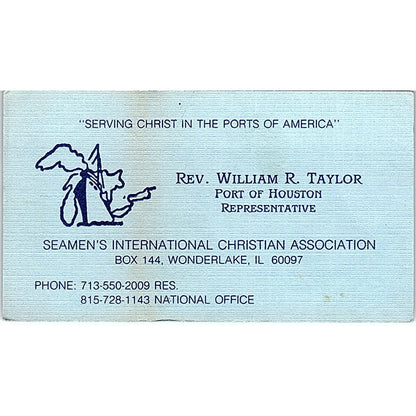 "SERVING CHRIST IN THE PORTS OF AMERICA"
REV. WILLIAM R. TAYLOR
PORT OF HOUSTON
REPRESENTATIVE
SEAMEN'S INTERNATIONAL CHRISTIAN ASSOCIATION
BOX 144, WONDERLAKE, IL 60097
PHONE: 713-550-2009 RES.
815-728-1143 NATIONAL OFFICE